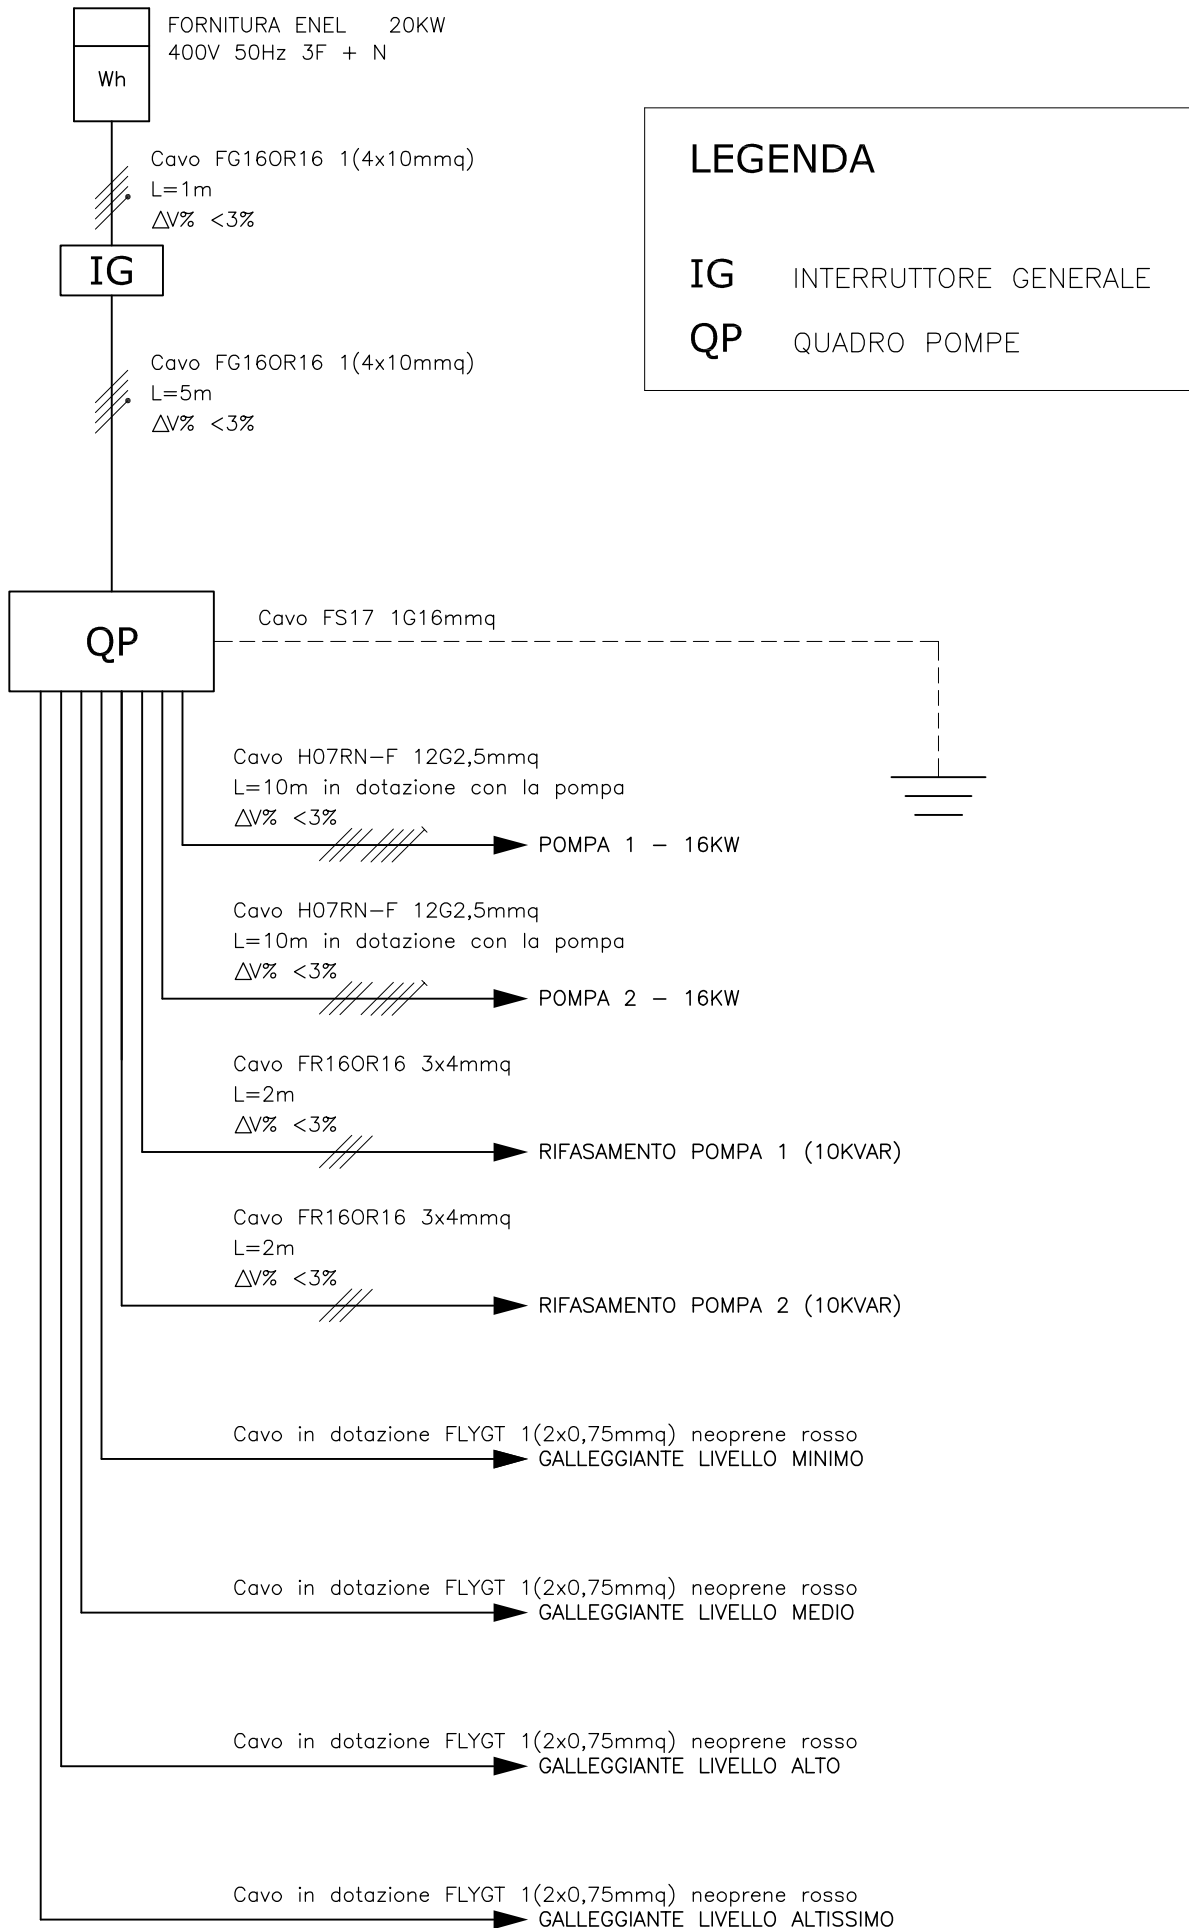 FORNITURA ENEL 20KW
400V 50Hz 3F + N
Wh
Cavo FG16OR16 1(4x10mmq)
L=1m
△V% <3%
IG
Cavo FG16OR16 1(4x10mmq)
L=5m
△V% <3%
LEGENDA
IG INTERRUTTORE GENERALE
QP QUADRO POMPE
QP
Cavo FS17 1G16mmq
Cavo H07RN-F 12G2,5mmq
L=10m in dotazione con la pompa
△V% <3%
POMPA 1 - 16KW
Cavo H07RN-F 12G2,5mmq
L=10m in dotazione con la pompa
△V% <3%
POMPA 2 - 16KW
Cavo FR16OR16 3x4mmq
L=2m
△V% <3%
RIFASAMENTO POMPA 1 (10KVAR)
Cavo FR16OR16 3x4mmq
L=2m
△V% <3%
RIFASAMENTO POMPA 2 (10KVAR)
Cavo in dotazione FLYGT 1(2x0,75mmq) neoprene rosso
GALLEGGIANTE LIVELLO MINIMO
Cavo in dotazione FLYGT 1(2x0,75mmq) neoprene rosso
GALLEGGIANTE LIVELLO MEDIO
Cavo in dotazione FLYGT 1(2x0,75mmq) neoprene rosso
GALLEGGIANTE LIVELLO ALTO
Cavo in dotazione FLYGT 1(2x0,75mmq) neoprene rosso
GALLEGGIANTE LIVELLO ALTISSIMO